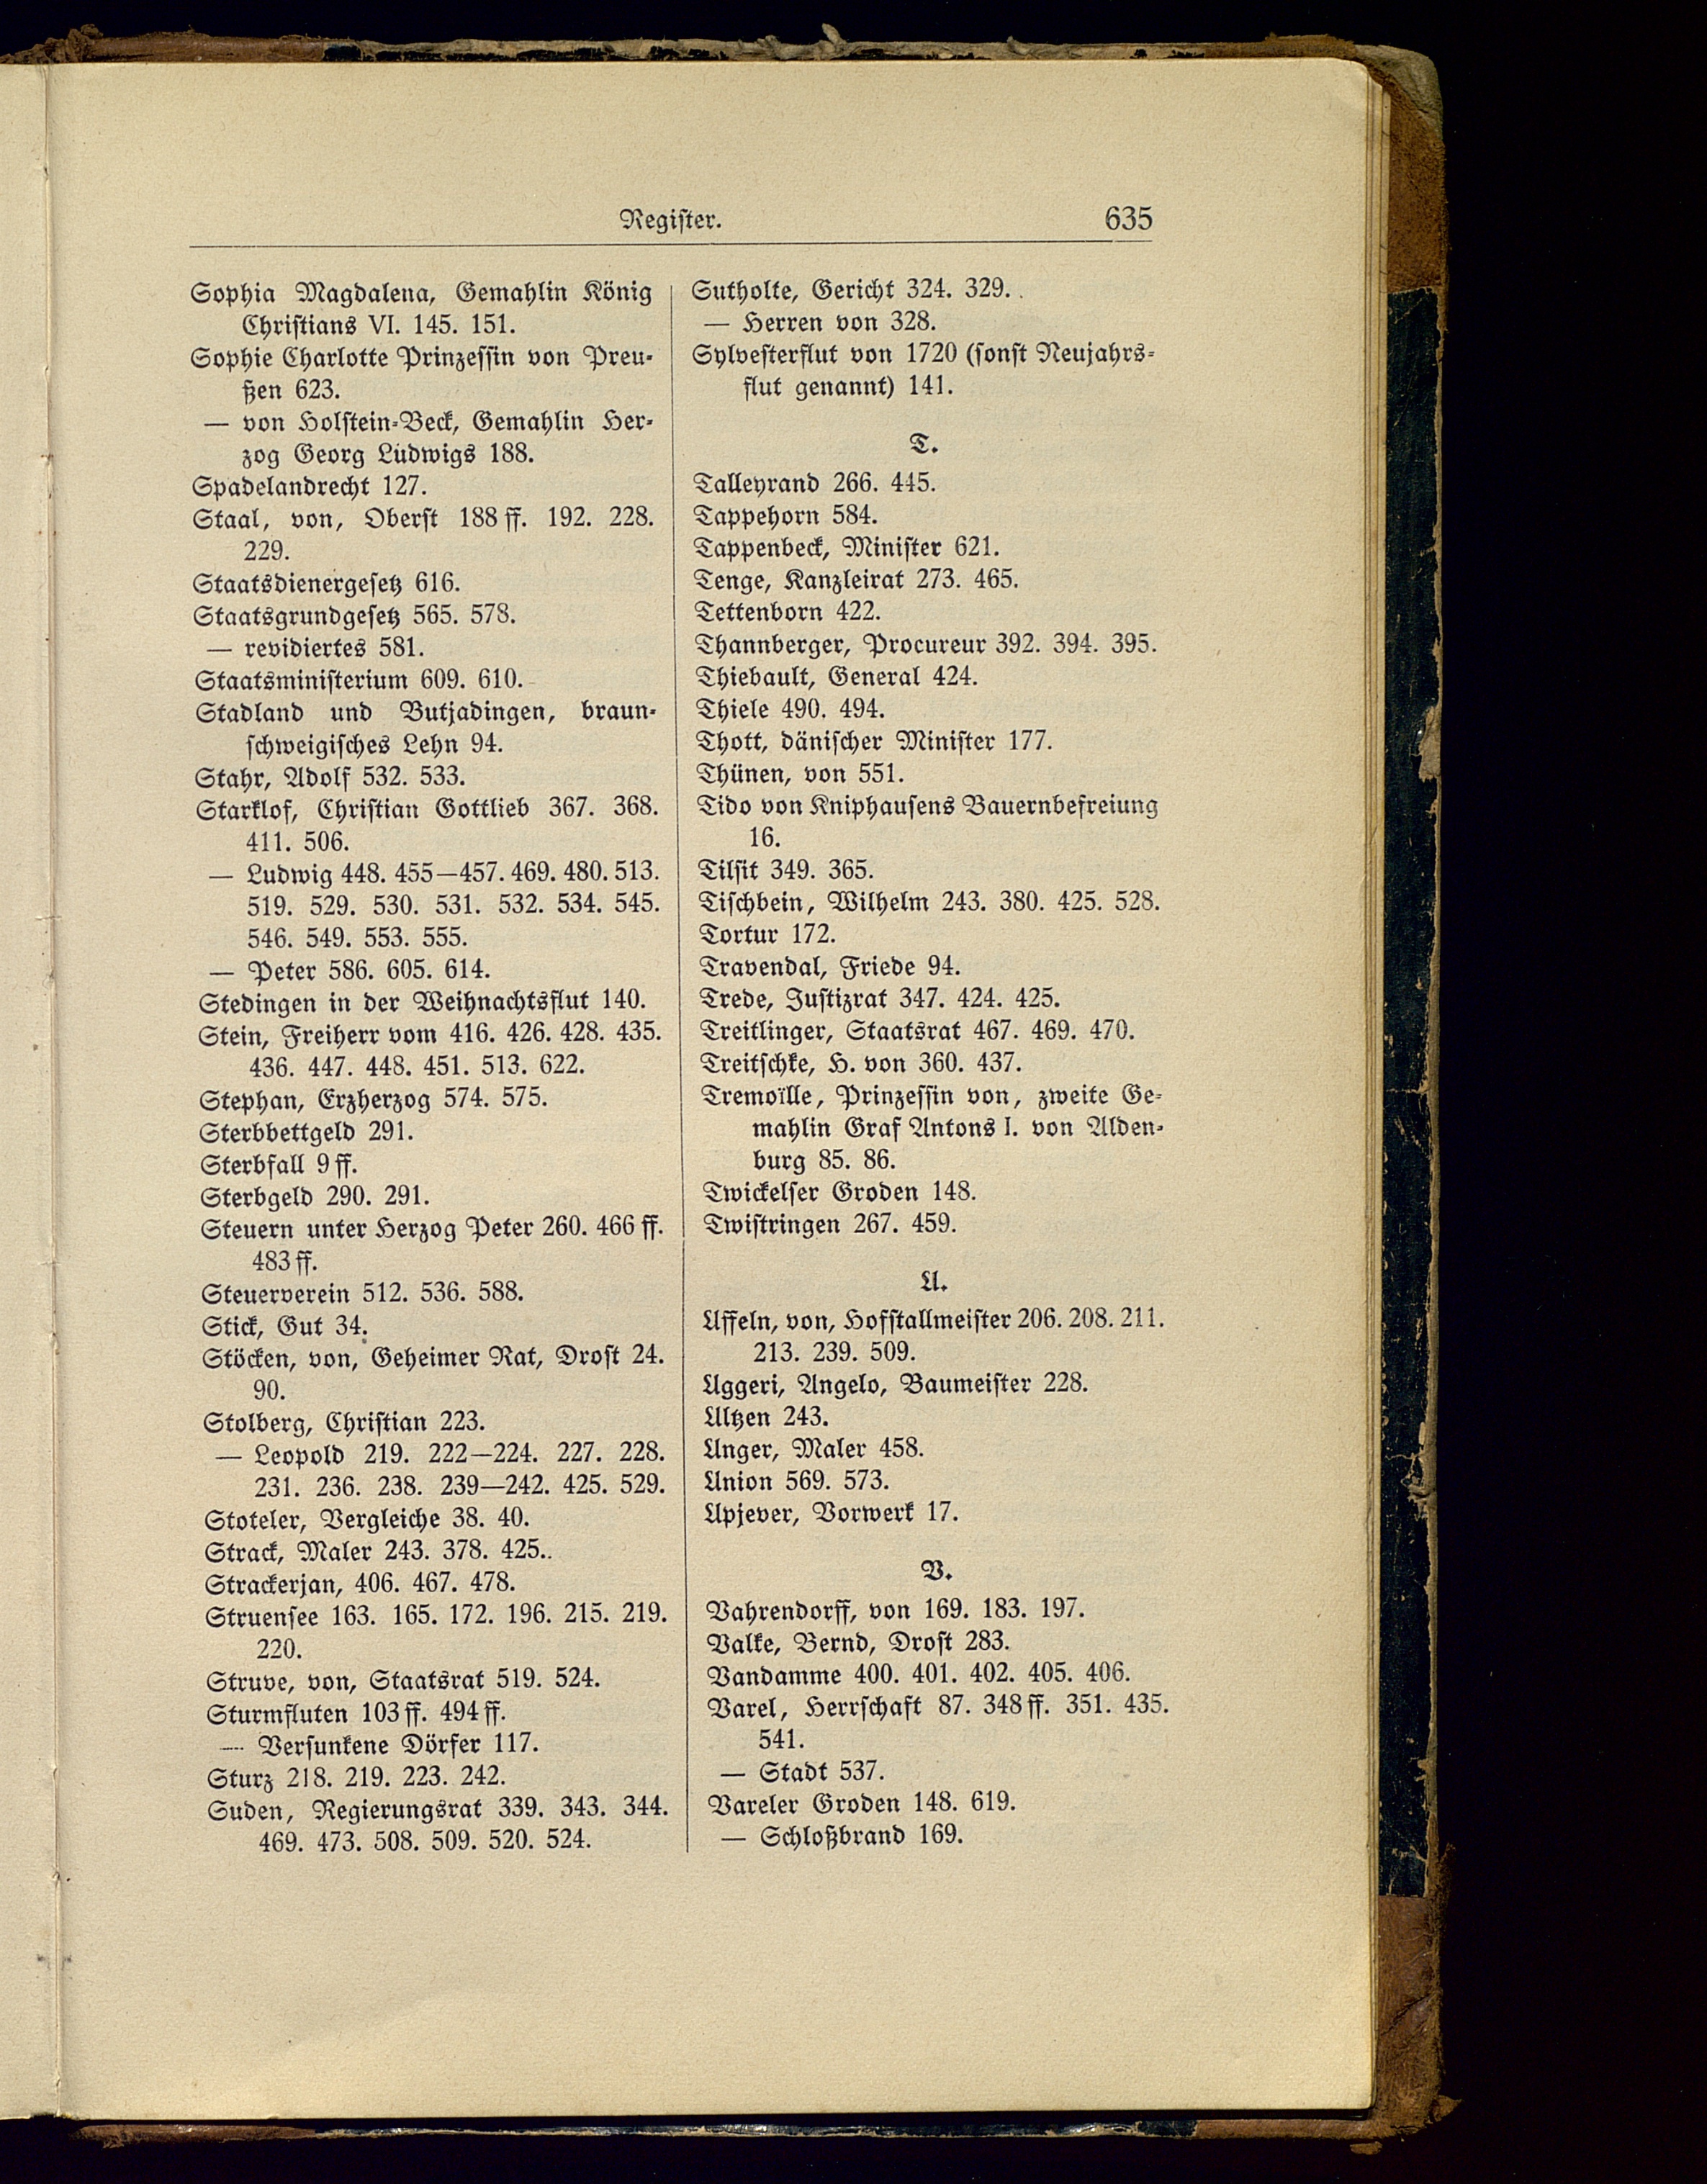 Register.
635
Sophia Magdalena, Gemahlin König
Christians VI. 145. 151.
Sophie Charlotte Prinzessin von Preu-
ßen 623.
— von Holstein-Beck, Gemahlin Her-
zog Georg Ludwigs 188.
Spadelandrecht 127.
Staal, von, Oberst 188 ff. 192. 228.
229.
Staatsdienergesetz 616.
Staatsgrundgesetz 565. 578.
— revidiertes 581.
Staatsministerium 609. 610.
Stadland und Butjadingen, braun-
schweigisches Lehn 94.
Stahr, Adolf 532. 533.
Starklof, Christian Gottlieb 367. 368.
411. 506.
— Ludwig 448. 455—457. 469. 480. 513.
519. 529. 530. 531. 532. 534. 545.
546. 549. 553. 555.
— Peter 586. 605. 614.
Stedingen in der Weihnachtsflut 140.
Stein, Freiherr vom 416. 426. 428. 435.
436. 447. 448. 451. 513. 622.
Stephan, Erzherzog 574. 575.
Sterbbettgeld 291.
Sterbfall 9 ff.
Sterbgeld 290. 291.
Steuern unter Herzog Peter 260. 466 ff.
483 ff.
Steuerverein 512. 536. 588.
Stick, Gut 34.
Stöcken, von, Geheimer Rat, Drost 24.
90.
Stolberg, Christian 223.
— Leopold 219. 222—224. 227. 228.
231. 236. 238. 239—242. 425. 529.
Stoteler, Vergleiche 38. 40.
Strack, Maler 243. 378. 425..
Strackerjan, 406. 467. 478.
Struensee 163. 165. 172. 196. 215. 219.
220.
Struve, von, Staatsrat 519. 524.
Sturmfluten 103 ff. 494 ff.
— Versunkene Dörfer 117.
Sturz 218. 219. 223. 242.
Suden, Regierungsrat 339. 343. 344.
469. 473. 508. 509. 520. 524.
Sutholte, Gericht 324. 329.
— Herren von 328.
Sylvesterflut von 1720 (sonst Neujahrs-
flut genannt) 141.
T.
Talleyrand 266. 445.
Tappehorn 584.
Tappenbeck, Minister 621.
Tenge, Kanzleirat 273. 465.
Tettenborn 422.
Thannberger, Procureur 392. 394. 395.
Thiebault, General 424.
Thiele 490. 494.
Thott, dänischer Minister 177.
Thünen, von 551.
Tido von Kniphausens Bauernbefreiung
16.
Tilsit 349. 365.
Tischbein, Wilhelm 243. 380. 425. 528.
Tortur 172.
Travendal, Friede 94.
Trede, Justizrat 347. 424. 425.
Treitlinger, Staatsrat 467. 469. 470.
Treitschke, H. von 360. 437.
Tremoïlle, Prinzessin von, zweite Ge-
mahlin Graf Antons I. von Alden-
burg 85. 86.
Twickelser Groden 148.
Twistringen 267. 459.
U.
Uffeln, von, Hofstallmeister 206. 208. 211.
213. 239. 509.
Uggeri, Angelo, Baumeister 228.
Ultzen 243.
Unger, Maler 458.
Union 569. 573.
Upjever, Vorwerk 17.
V.
Vahrendorff, von 169. 183. 197.
Valke, Bernd, Drost 283.
Vandamme 400. 401. 402. 405. 406.
Varel, Herrschaft 87. 348 ff. 351. 435.
541.
— Stadt 537.
Vareler Groden 148. 619.
— Schloßbrand 169.